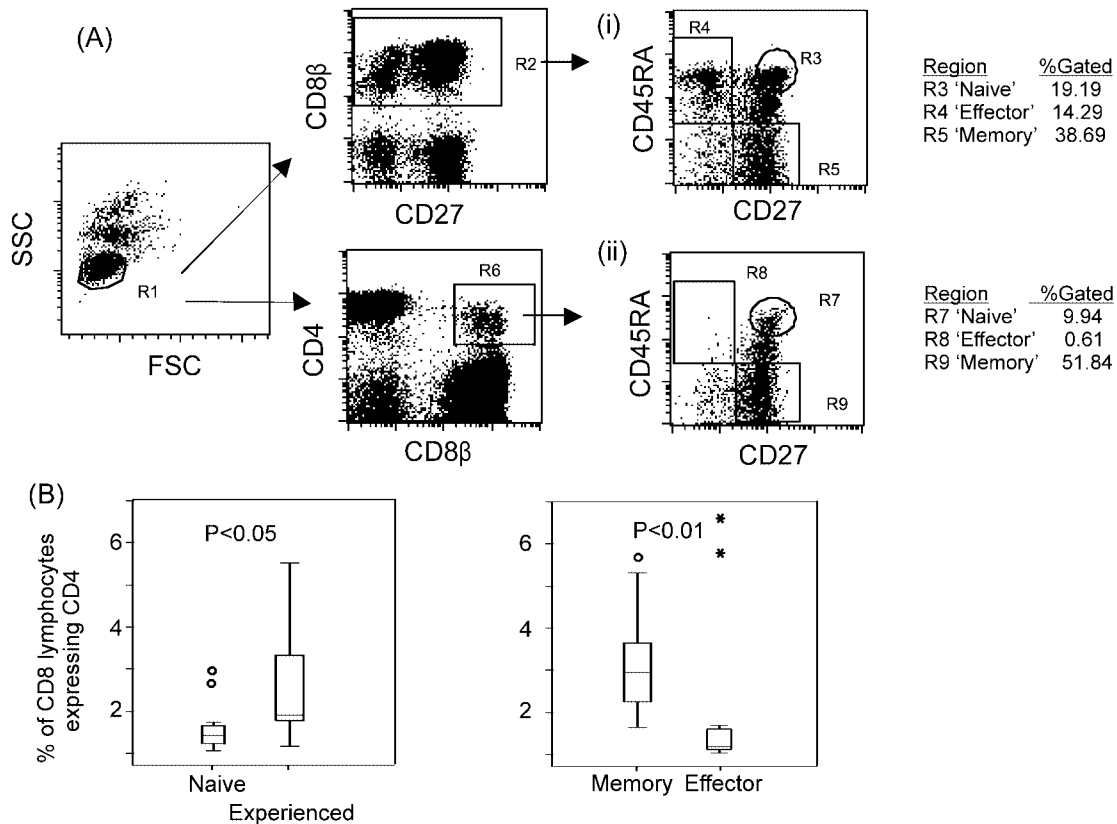 (A)
SSC
FSC
R1
CD8β
CD27
R2
(i)
CD45RA
CD27
R4
R3
R5
Region %Gated
R3 'Naive' 19.19
R4 'Effector' 14.29
R5 'Memory' 38.69
CD4
CD8β
R6
(ii)
CD45RA
CD27
R8
R7
R9
Region %Gated
R7 'Naive' 9.94
R8 'Effector' 0.61
R9 'Memory' 51.84
(B)
% of CD8 lymphocytes
expressing CD4
6
4
2
P<0.05
Naive
Experienced
6
4
2
P<0.01
Memory Effector